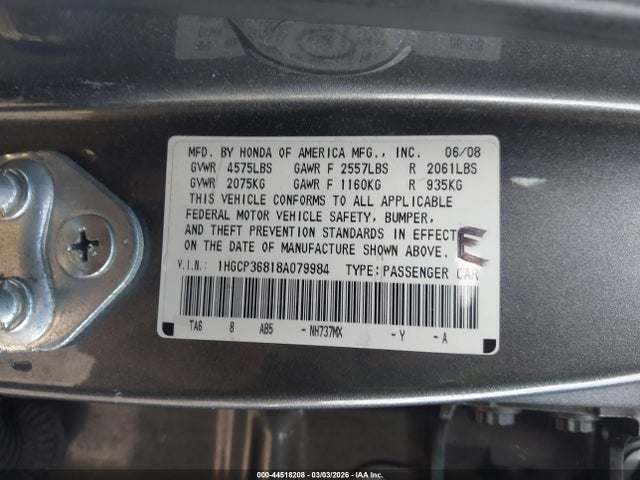 MFD. BY HONDA OF AMERICA MFG., INC. 06/08
GVWR 4575LBS GAWR F 2557LBS R 2061LBS
GVWR 2075KG GAWR F 1160KG R 935KG
THIS VEHICLE CONFORMS TO ALL APPLICABLE
FEDERAL MOTOR VEHICLE SAFETY, BUMPER,
AND THEFT PREVENTION STANDARDS IN EFFECT
ON THE DATE OF MANUFACTURE SHOWN ABOVE.
E
V.I.N: 1HGCP36818A079984 TYPE: PASSENGER CAR
TA6 8 AB5 -NH737MX -Y -A
000-44518208 - 03/03/2026 - IAA Inc.